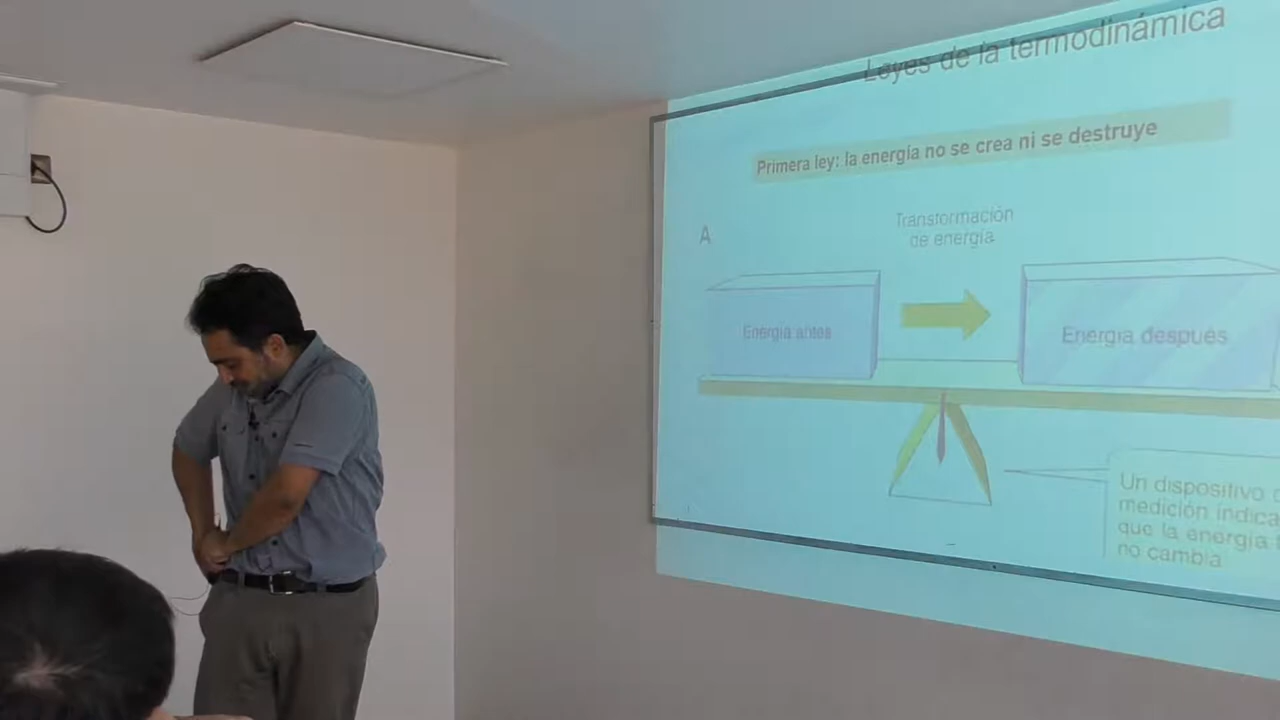 Leyes de la termodinámica
Primera ley: la energía no se crea ni se destruye
A
Transformación
de energía
Energía antes
Energía después
Un dispositivo
medición indica
que la energía
no cambia